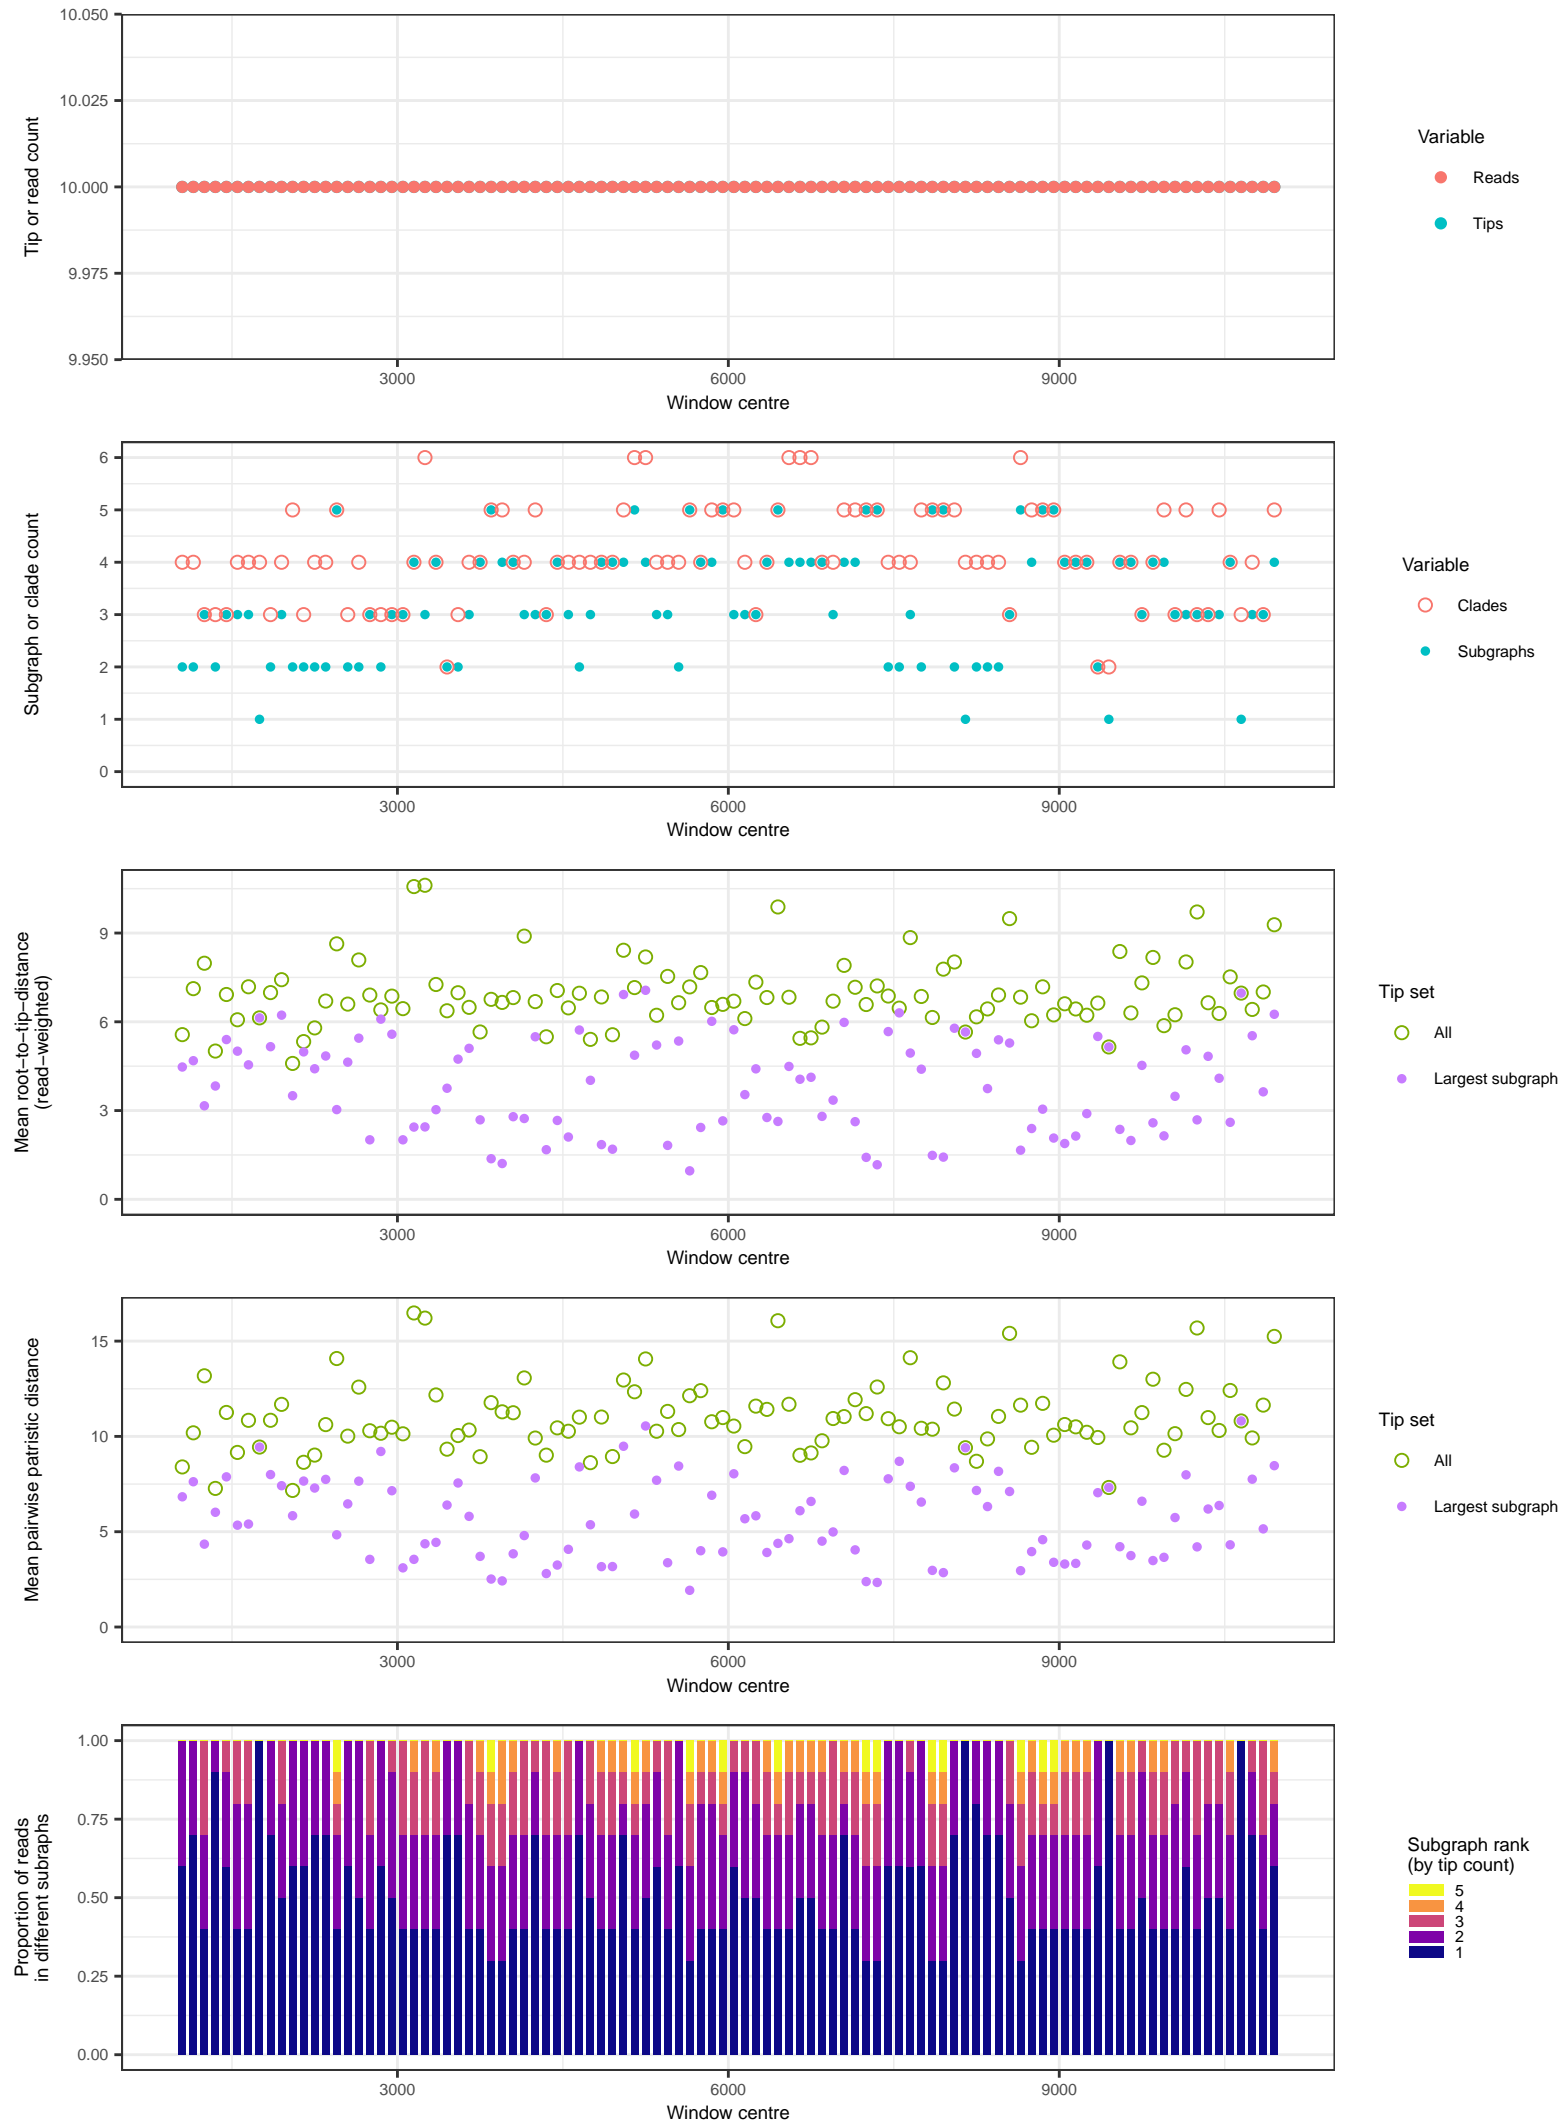 10.050
10.025
10.000
9.975
9.950
Tip or read count
3000 6000 9000
Window centre
Variable
Reads
Tips
6
5
4
3
2
1
0
Subgraph or clade count
3000 6000 9000
Window centre
Variable
Clades
Subgraphs
9
6
3
0
Mean root−to−tip−distance
(read−weighted)
3000 6000 9000
Window centre
Tip set
All
Largest subgraph
15
10
5
0
Mean pairwise patristic distance
3000 6000 9000
Window centre
Tip set
All
Largest subgraph
1.00
0.75
0.50
0.25
0.00
Proportion of reads
in different subraphs
3000 6000 9000
Window centre
Subgraph rank
(by tip count)
5
4
3
2
1